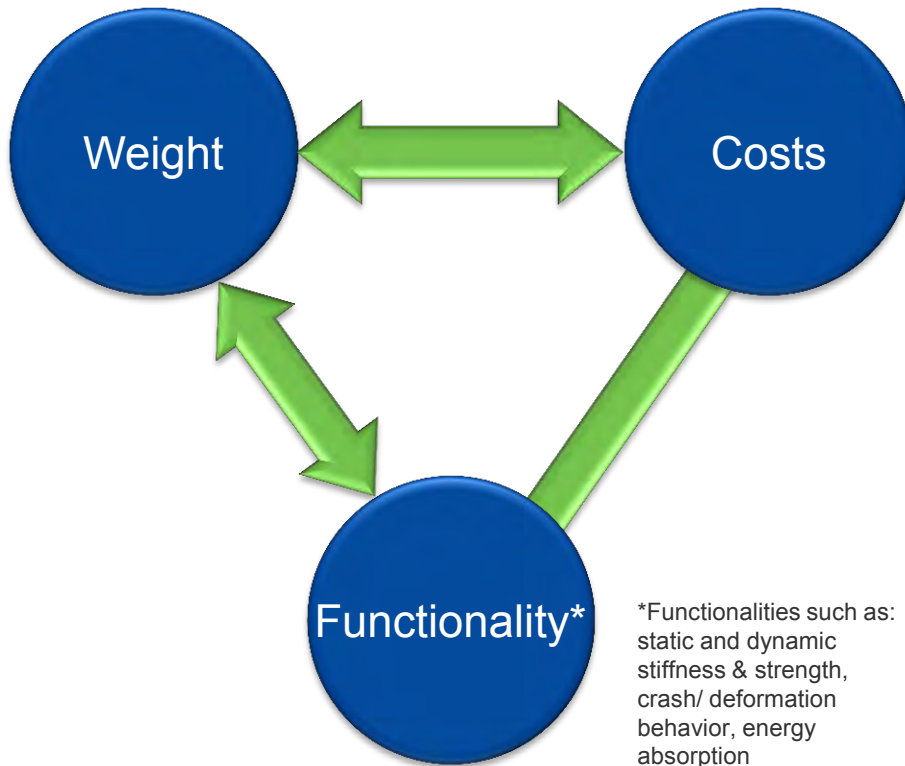 Weight
Costs
Functionality*
*Functionalities such as:
static and dynamic
stiffness & strength,
crash/ deformation
behavior, energy
absorption